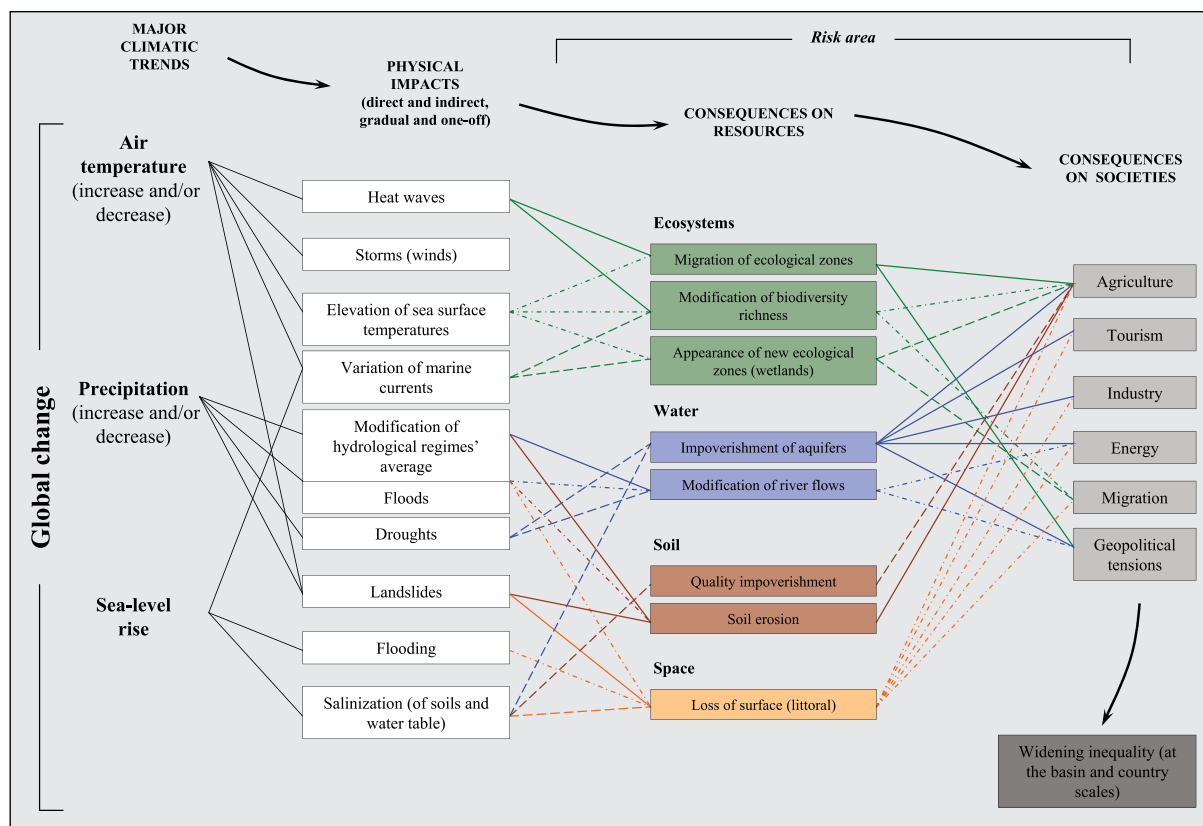 MAJOR
CLIMATIC
TRENDS
PHYSICAL
IMPACTS
(direct and indirect,
gradual and one-off)
Risk area
CONSEQUENCES ON
RESOURCES
CONSEQUENCES
ON SOCIETIES
Global change
Air
temperature
(increase and/or
decrease)
Precipitation
(increase and/or
decrease)
Sea-level
rise
Heat waves
Storms (winds)
Elevation of sea surface
temperatures
Variation of marine
currents
Modification of
hydrological regimes’
average
Floods
Droughts
Landslides
Flooding
Salinization (of soils and
water table)
Ecosystems
Migration of ecological zones
Modification of biodiversity
richness
Appearance of new ecological
zones (wetlands)
Water
Impoverishment of aquifers
Modification of river flows
Soil
Quality impoverishment
Soil erosion
Space
Loss of surface (littoral)
Agriculture
Tourism
Industry
Energy
Migration
Geopolitical
tensions
Widening inequality (at
the basin and country
scales)